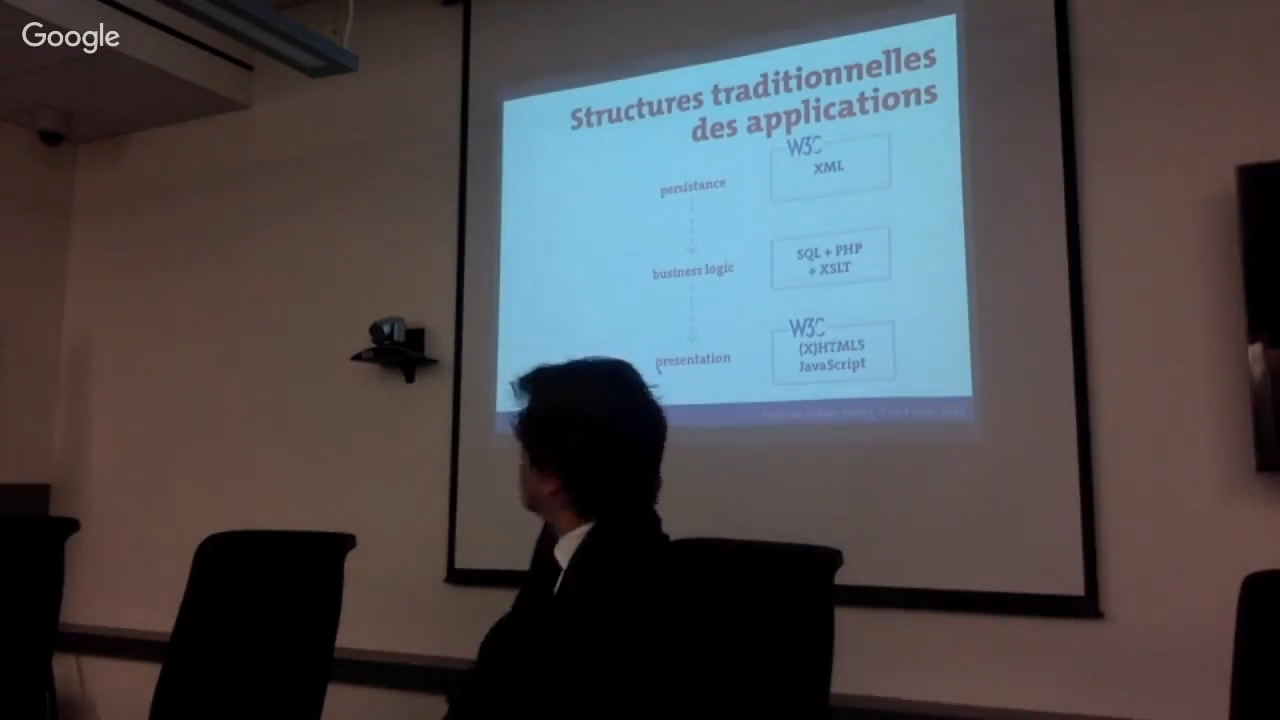 Google
Structures traditionnelles
des applications
W3C
XML
persistance
SQL + PHP
+ XSLT
business logic
W3C
(X)HTML5
JavaScript
presentation